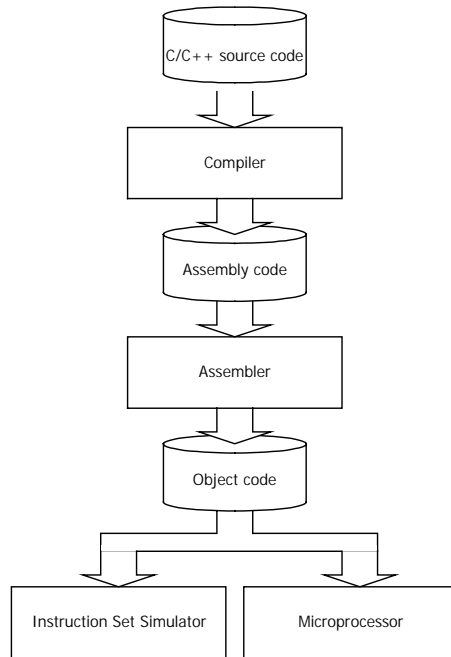 C/C++ source code
Compiler
Assembly code
Assembler
Object code
Instruction Set Simulator
Microprocessor